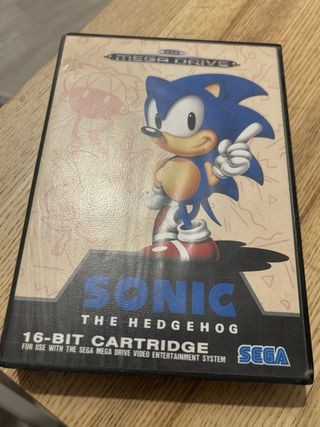 SEGA
MEGA DRIVE
SONIC
THE HEDGEHOG
16-BIT CARTRIDGE
FOR USE WITH THE SEGA MEGA DRIVE VIDEO ENTERTAINMENT SYSTEM
SEGA